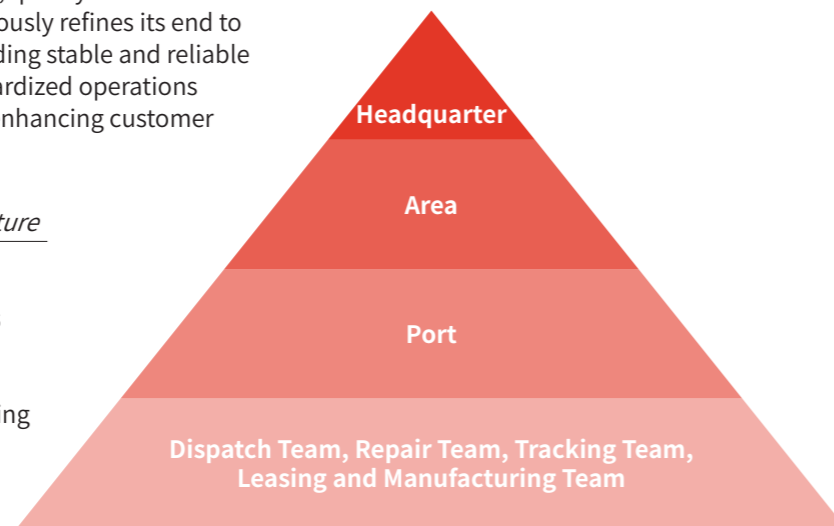 ously refines its end to
ding stable and reliable
ardized operations
enhancing customer
ture
ing
Headquarter
Area
Port
Dispatch Team, Repair Team, Tracking Team,
Leasing and Manufacturing Team